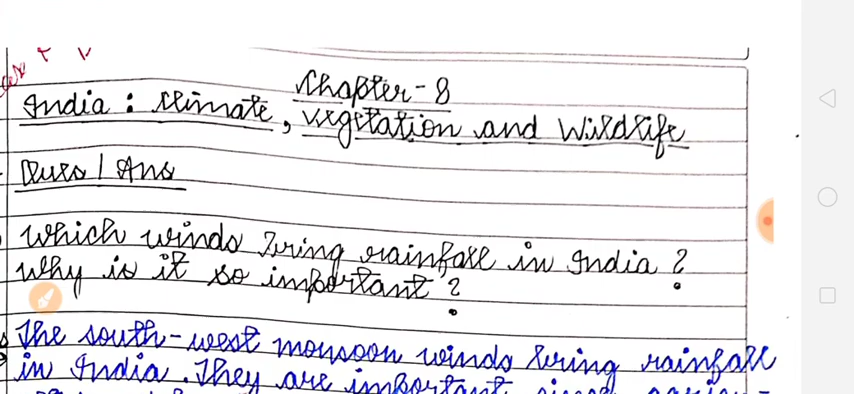 Chapter-8
India : Climate, Vegetation and Wildlife
Ques / Ans
which winds bring rainfall in India ?
Why is it so important ?
The south-west monsoon winds bring rainfall
in India. They are important since